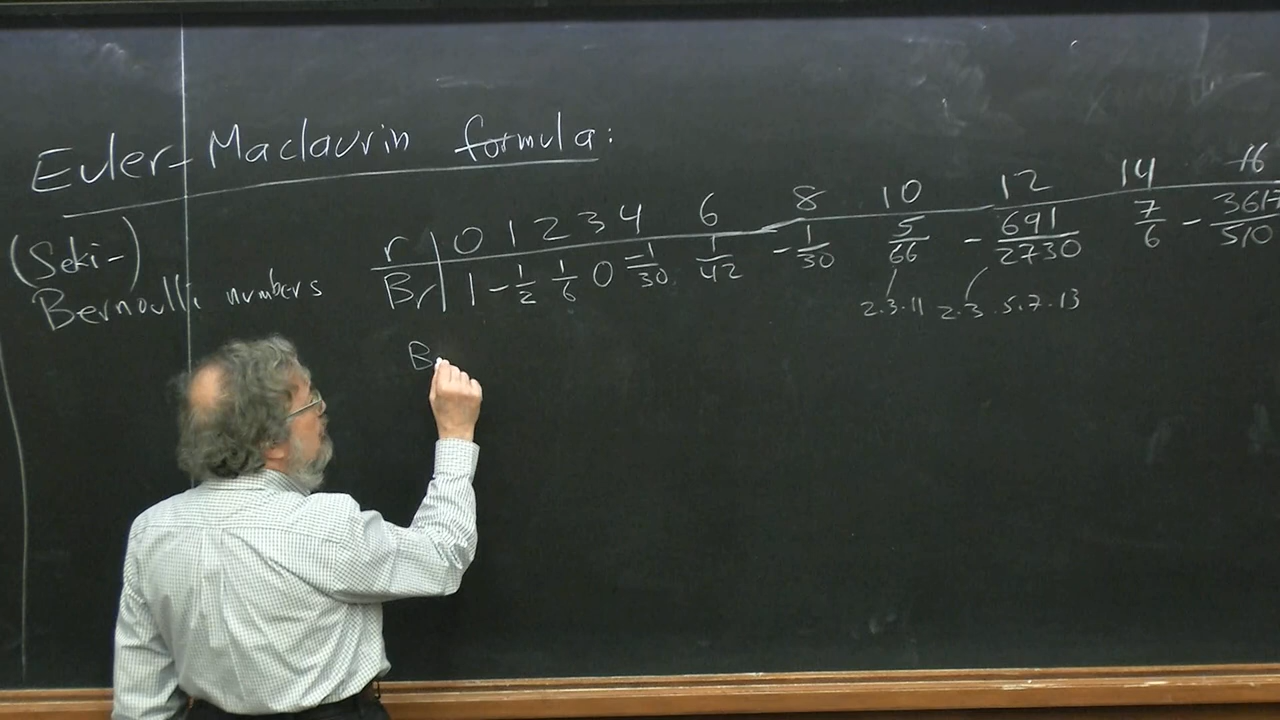 Euler-Maclaurin formula:
(Seki-)
Bernoulli numbers
r 0 1 2 3 4 6 8 10 12 14 16
Br 1 -1/2 1/6 0 -1/30 1/42 -1/30 5/66 -691/2730 7/6 -3617/510
2.3.11 2.3.5.7.13
B